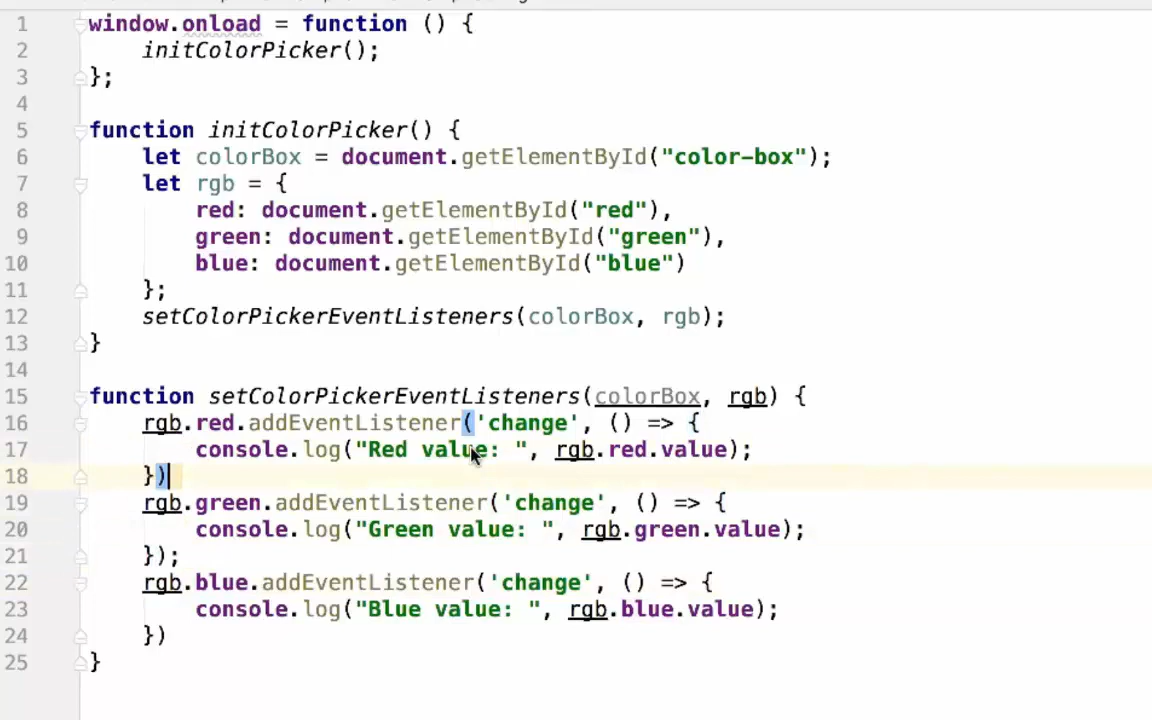 1 window.onload = function () {
2     initColorPicker();
3 };
4
5 function initColorPicker() {
6     let colorBox = document.getElementById("color-box");
7     let rgb = {
8         red: document.getElementById("red"),
9         green: document.getElementById("green"),
10         blue: document.getElementById("blue")
11     };
12     setColorPickerEventListeners(colorBox, rgb);
13 }
14
15 function setColorPickerEventListeners(colorBox, rgb) {
16     rgb.red.addEventListener('change', () => {
17         console.log("Red value: ", rgb.red.value);
18     })
19     rgb.green.addEventListener('change', () => {
20         console.log("Green value: ", rgb.green.value);
21     });
22     rgb.blue.addEventListener('change', () => {
23         console.log("Blue value: ", rgb.blue.value);
24     })
25 }